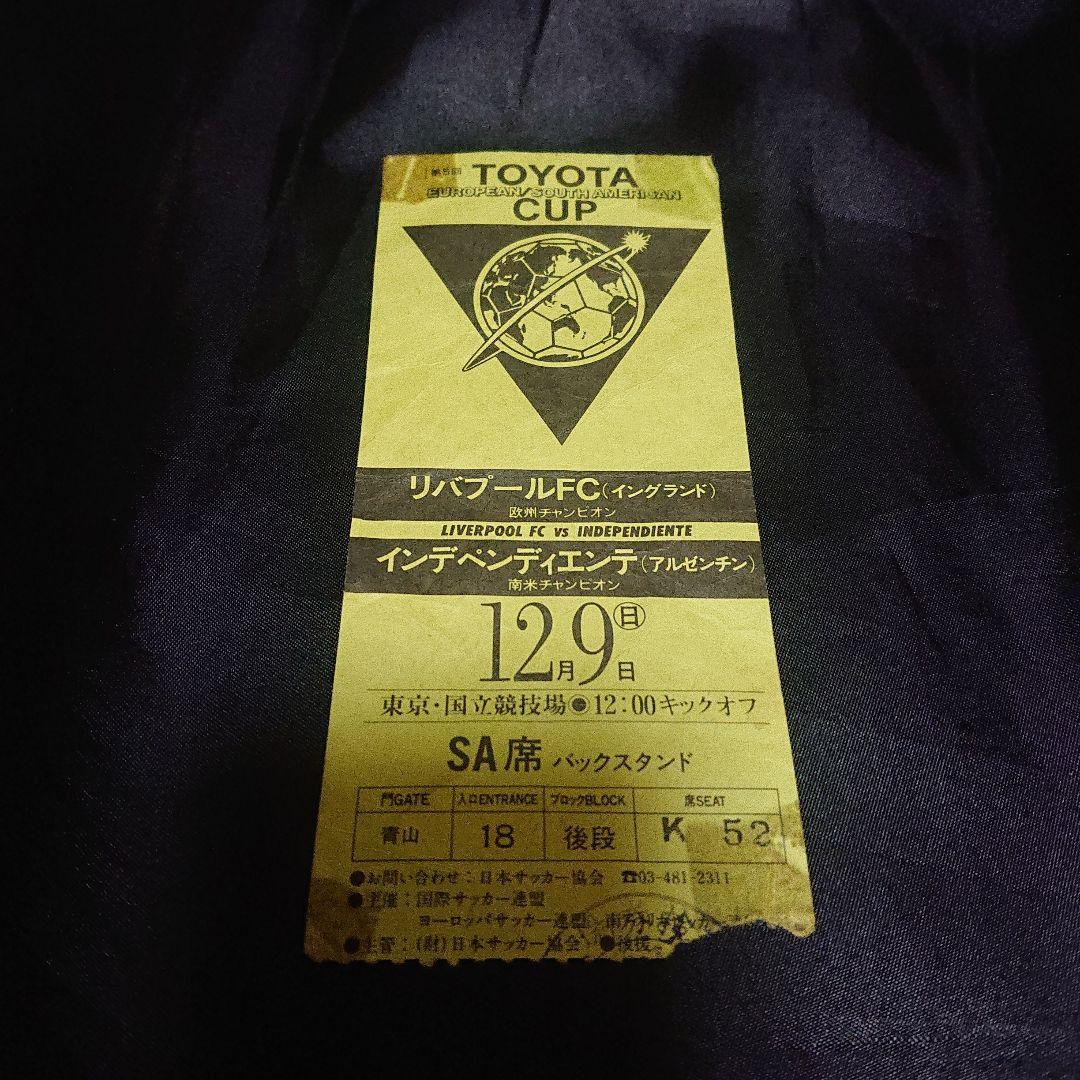 第5回 TOYOTA
EUROPEAN/SOUTH AMERICAN
CUP
リバプールFC(イングランド)
欧州チャンピオン
LIVERPOOL FC vs INDEPENDIENTE
インデペンディエンテ(アルゼンチン)
南米チャンピオン
12月9日㊐
東京・国立競技場●12:00キックオフ
SA席 バックスタンド
門GATE 入口ENTRANCE ブロックBLOCK 席SEAT
青山 18 後段 K 52
●お問い合わせ:日本サッカー協会 ☎03-481-2311
●主催:国際サッカー連盟
ヨーロッパサッカー連盟
●主管:(財)日本サッカー協会 ●後援